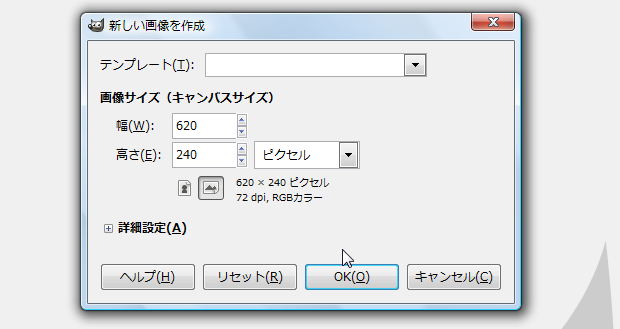 新しい画像を作成
テンプレート(T):
画像サイズ（キャンバスサイズ）
幅(W): 620
高さ(E): 240 ピクセル
620 × 240 ピクセル
72 dpi, RGBカラー
詳細設定(A)
ヘルプ(H) リセット(R) OK(O) キャンセル(C)